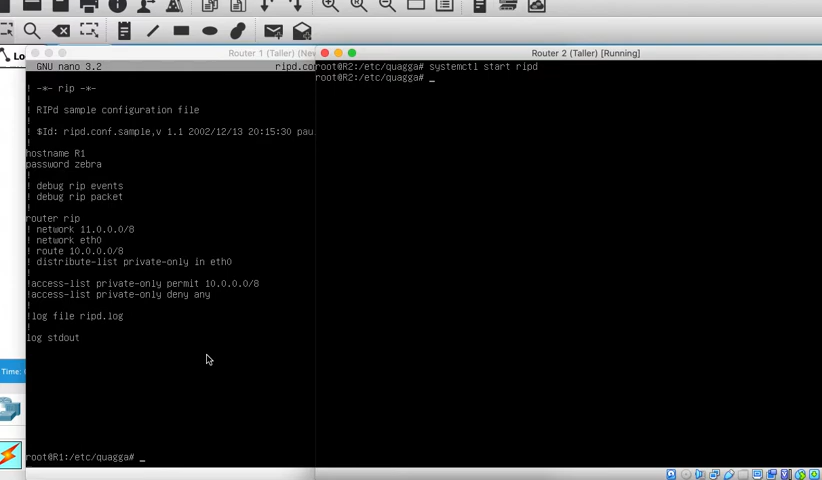 Lo
Router 1 (Taller) (Ne
GNU nano 3.2
ripd.co
! -*- rip -*-
!
! RIPd sample configuration file
!
! $Id: ripd.conf.sample,v 1.1 2002/12/13 20:15:30 pau
!
hostname R1
password zebra
!
! debug rip events
! debug rip packet
!
router rip
! network 11.0.0.0/8
! network eth0
! route 10.0.0.0/8
! distribute-list private-only in eth0
!
!access-list private-only permit 10.0.0.0/8
!access-list private-only deny any
!
!log file ripd.log
!
log stdout
root@R1:/etc/quagga# _
Time:
Router 2 (Taller) [Running]
root@R2:/etc/quagga# systemctl start ripd
root@R2:/etc/quagga# _